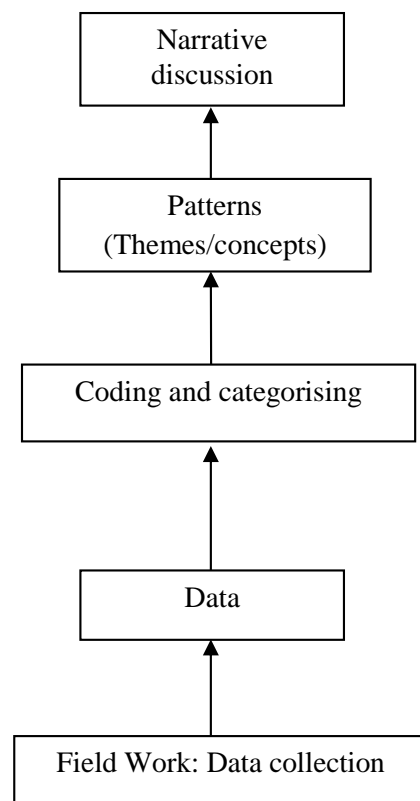 Narrative
discussion
Patterns
(Themes/concepts)
Coding and categorising
Data
Field Work: Data collection